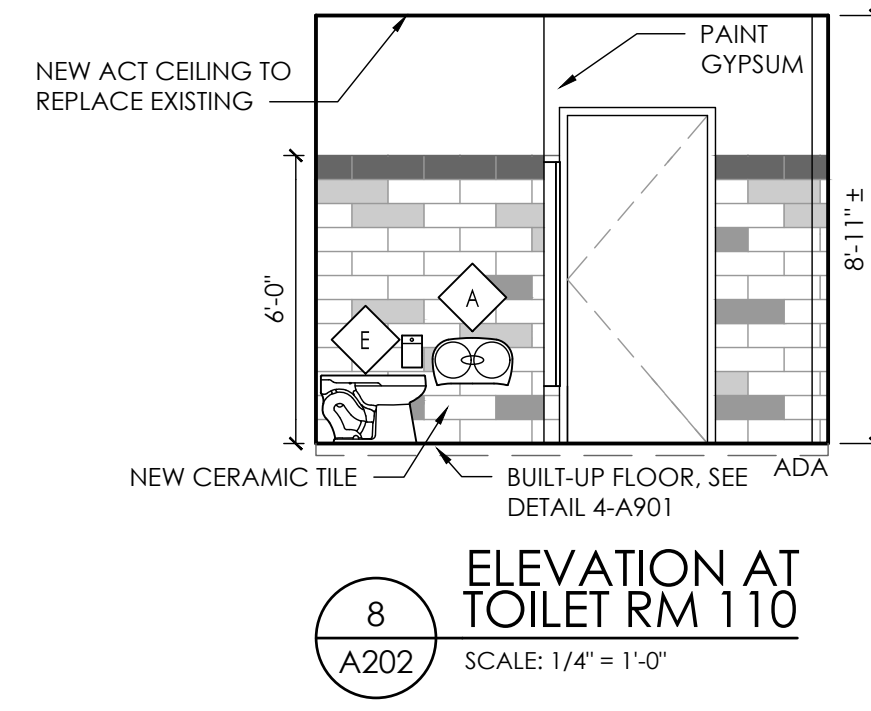 PAINT
GYPSUM
NEW ACT CEILING TO
REPLACE EXISTING
8'-11" ±
6'-0"
A
E
NEW CERAMIC TILE
BUILT-UP FLOOR, SEE
DETAIL 4-A901
ADA
ELEVATION AT
TOILET RM 110
8
A202
SCALE: 1/4" = 1'-0"